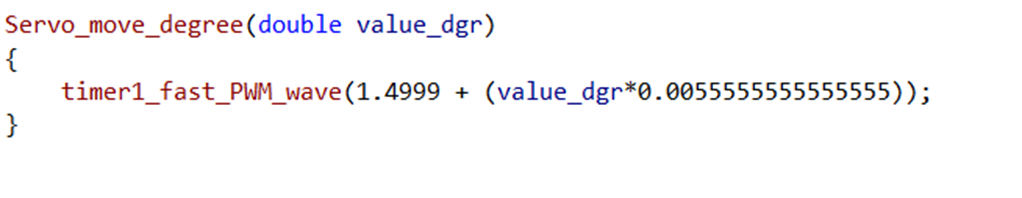 Servo_move_degree(double value_dgr)
{
    timer1_fast_PWM_wave(1.4999 + (value_dgr*0.0055555555555555));
}